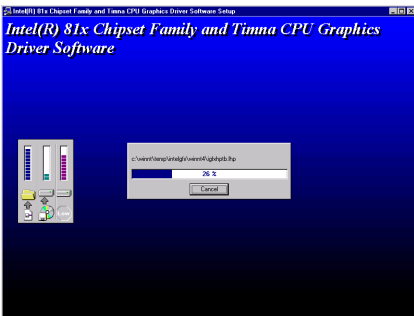 Intel(R) 81x Chipset Family and Timna CPU Graphics Driver Software Setup
Intel(R) 81x Chipset Family and Timna CPU Graphics
Driver Software
c:\winnt\temp\intelgfx\winnt4\igfxhptb.lhp
26 %
Cancel